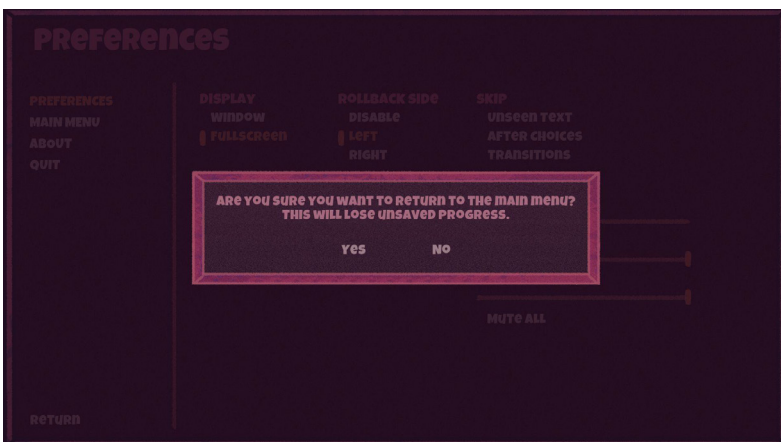 PREFERENCES
PREFERENCES
MAIN MENU
ABOUT
QUIT
RETURN
DISPLAY
WINDOW
FULLSCREEN
ROLLBACK SIDE
DISABLE
LEFT
RIGHT
SKIP
UNSEEN TEXT
AFTER CHOICES
TRANSITIONS
MUTE ALL
ARE YOU SURE YOU WANT TO RETURN TO THE MAIN MENU?
THIS WILL LOSE UNSAVED PROGRESS.
YES
NO